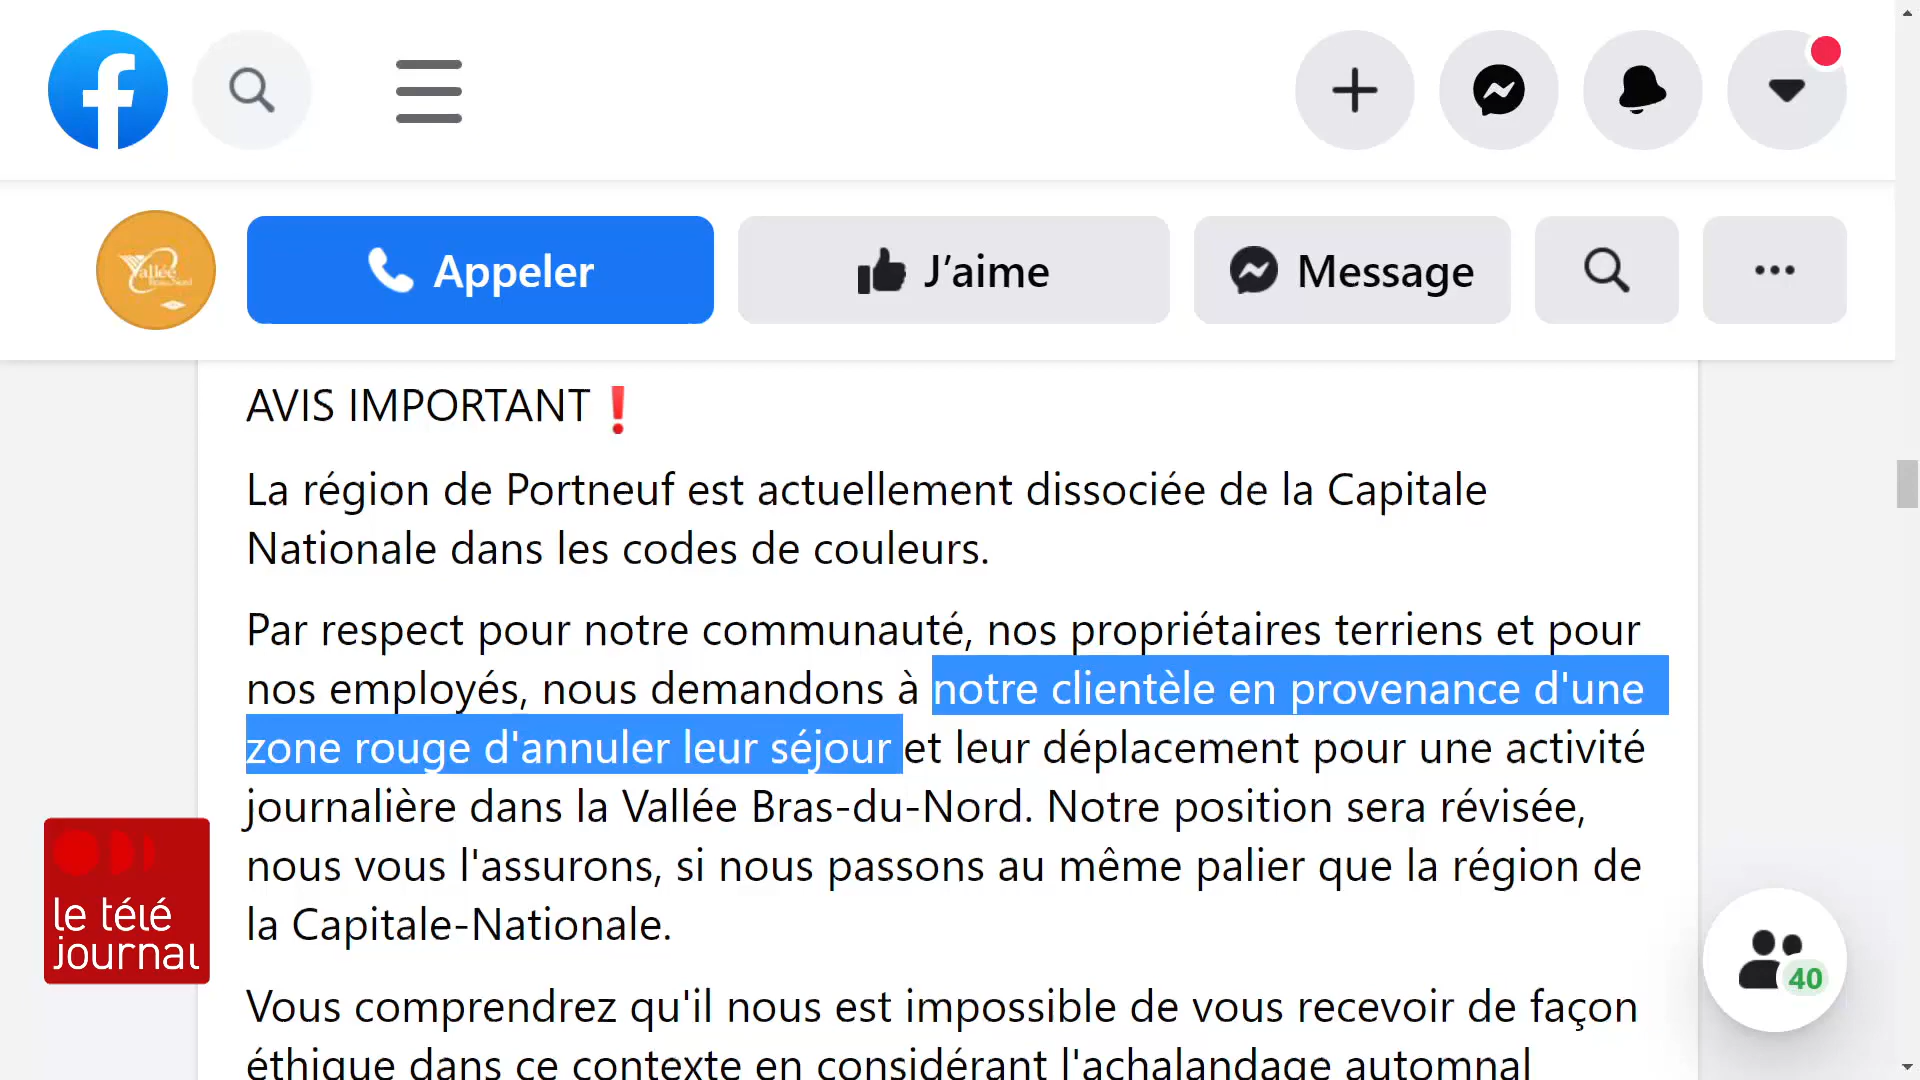 Vallée
Bras-du-Nord
Appeler
J’aime
Message
AVIS IMPORTANT❗
La région de Portneuf est actuellement dissociée de la Capitale
Nationale dans les codes de couleurs.
Par respect pour notre communauté, nos propriétaires terriens et pour
nos employés, nous demandons à notre clientèle en provenance d'une
zone rouge d'annuler leur séjour et leur déplacement pour une activité
journalière dans la Vallée Bras-du-Nord. Notre position sera révisée,
nous vous l'assurons, si nous passons au même palier que la région de
la Capitale-Nationale.
le télé
journal
40
Vous comprendrez qu'il nous est impossible de vous recevoir de façon
éthique dans ce contexte en considérant l'achalandage automnal